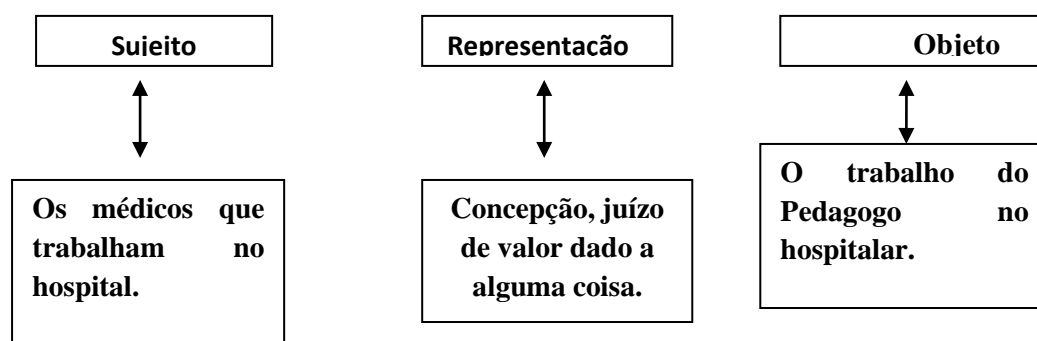 Sujeito
Representação
Objeto
Os médicos que
trabalham no
hospital.
Concepção, juízo
de valor dado a
alguma coisa.
O trabalho do
Pedagogo no
hospitalar.